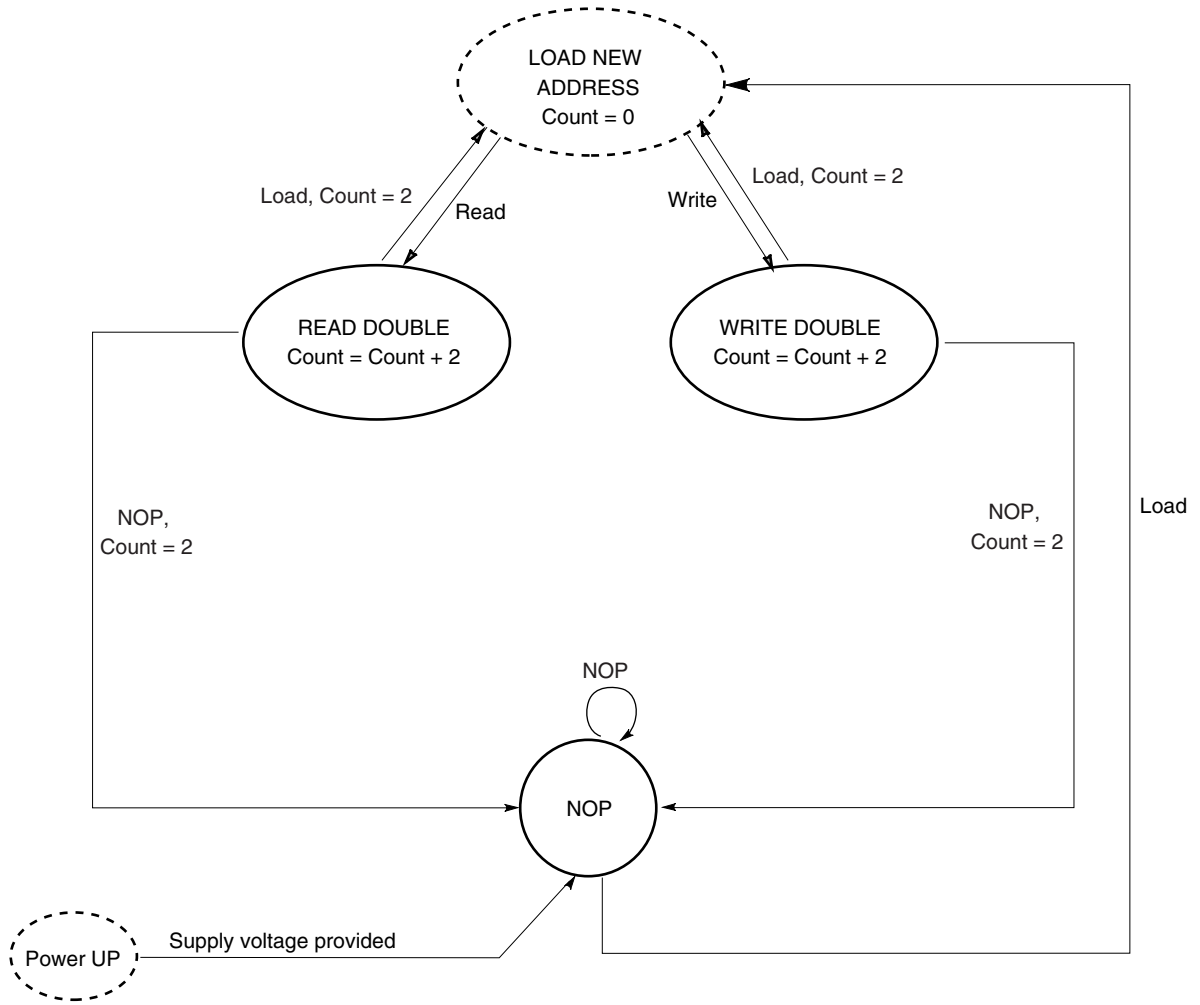 LOAD NEW
ADDRESS
Count = 0
Load, Count = 2
Read
Write
Load, Count = 2
READ DOUBLE
Count = Count + 2
WRITE DOUBLE
Count = Count + 2
NOP,
Count = 2
NOP,
Count = 2
Load
NOP
NOP
Power UP
Supply voltage provided